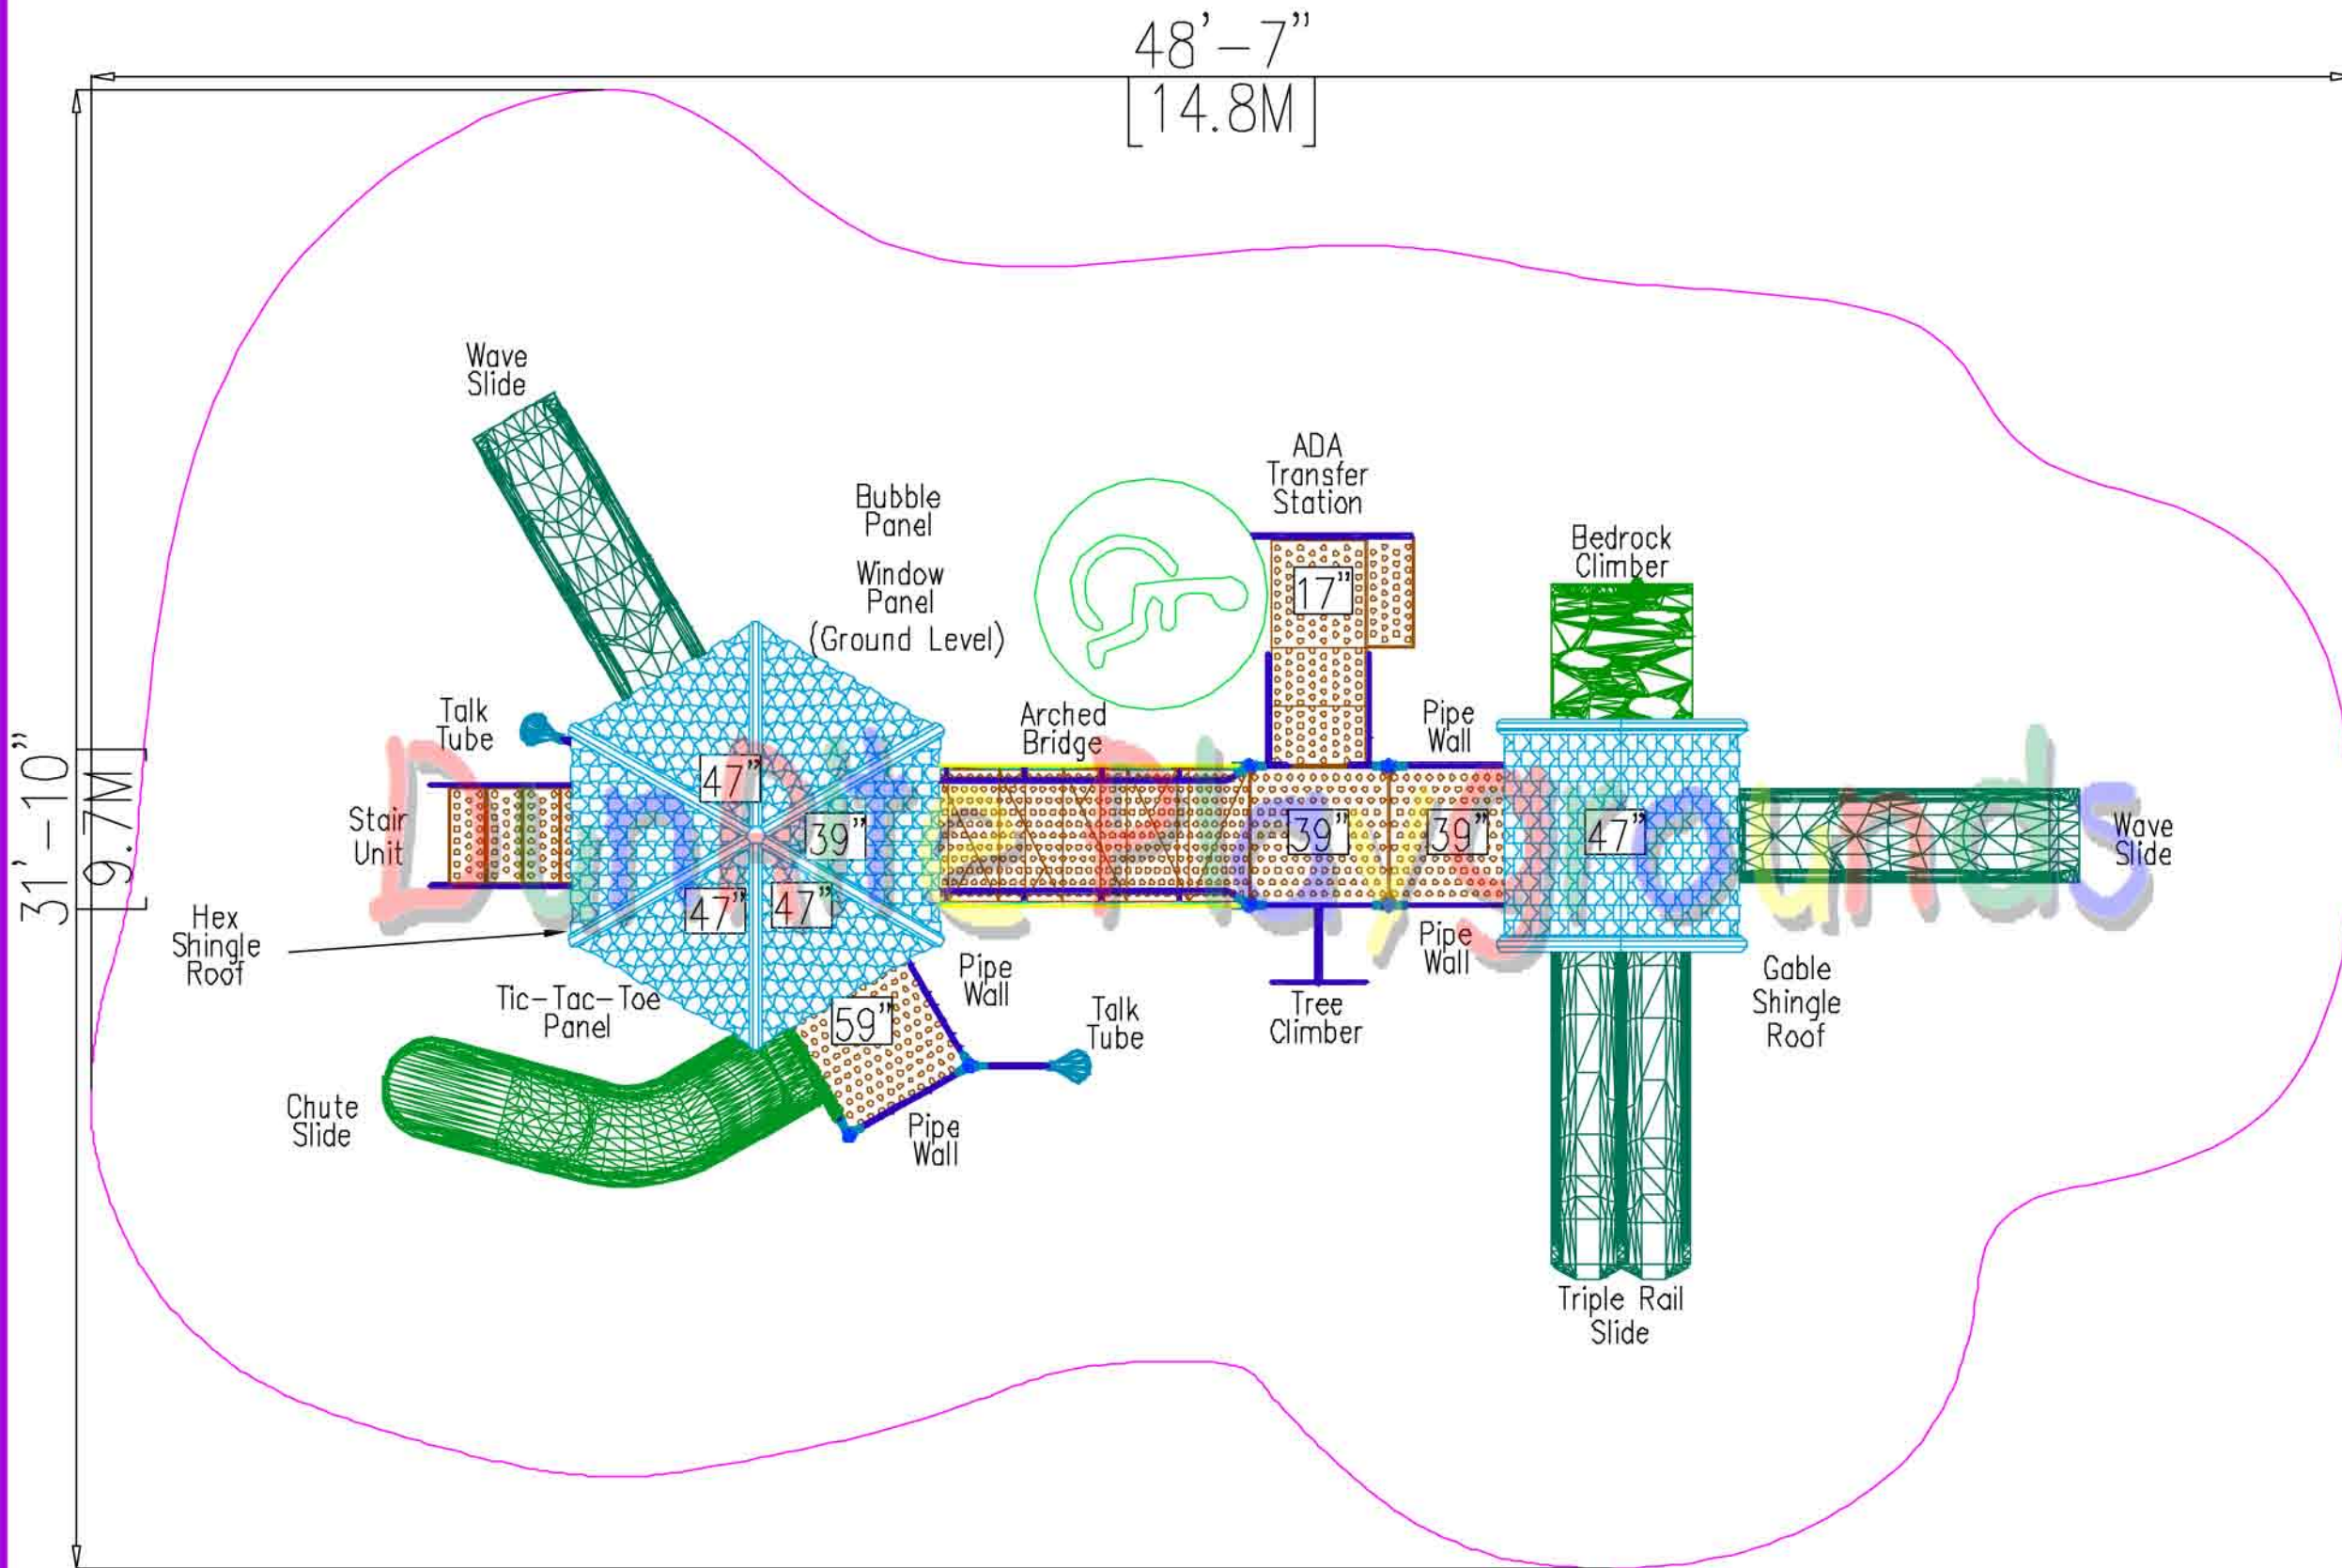 48'-7"
[14.8M]
31'-10"
[9.7M]
Wave
Slide
ADA
Transfer
Station
Bubble
Panel
Window
Panel
(Ground Level)
17"
Bedrock
Climber
Talk
Tube
Arched
Bridge
Pipe
Wall
47"
Stair
Unit
39"
39"
39"
47"
Wave
Slide
Dunrite Playgrounds
47"
47"
Hex
Shingle
Roof
Pipe
Wall
Pipe
Wall
Gable
Shingle
Roof
Tic-Tac-Toe
Panel
59"
Talk
Tube
Tree
Climber
Chute
Slide
Pipe
Wall
Triple Rail
Slide